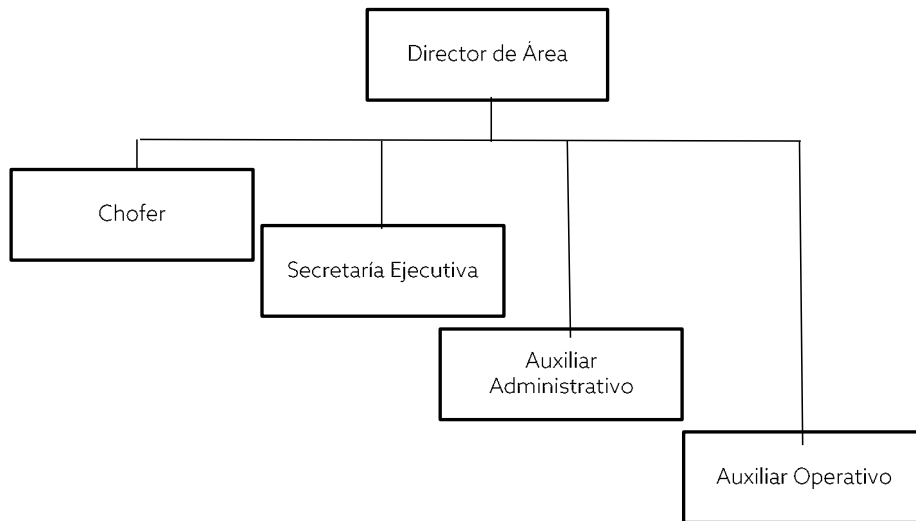 Director de Área
Chofer
Secretaría Ejecutiva
Auxiliar
Administrativo
Auxiliar Operativo